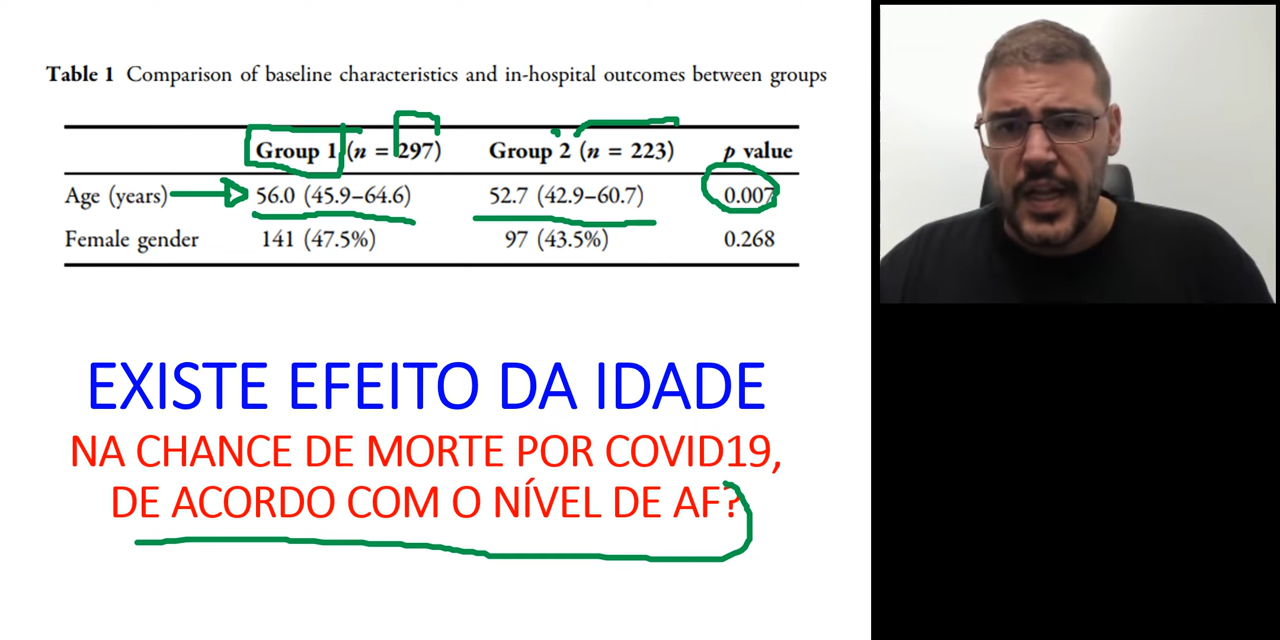 Table 1 Comparison of baseline characteristics and in-hospital outcomes between groups
Group 1 (n = 297) Group 2 (n = 223) p value
Age (years) 56.0 (45.9–64.6) 52.7 (42.9–60.7) 0.007
Female gender 141 (47.5%) 97 (43.5%) 0.268
EXISTE EFEITO DA IDADE
NA CHANCE DE MORTE POR COVID19,
DE ACORDO COM O NÍVEL DE AF?